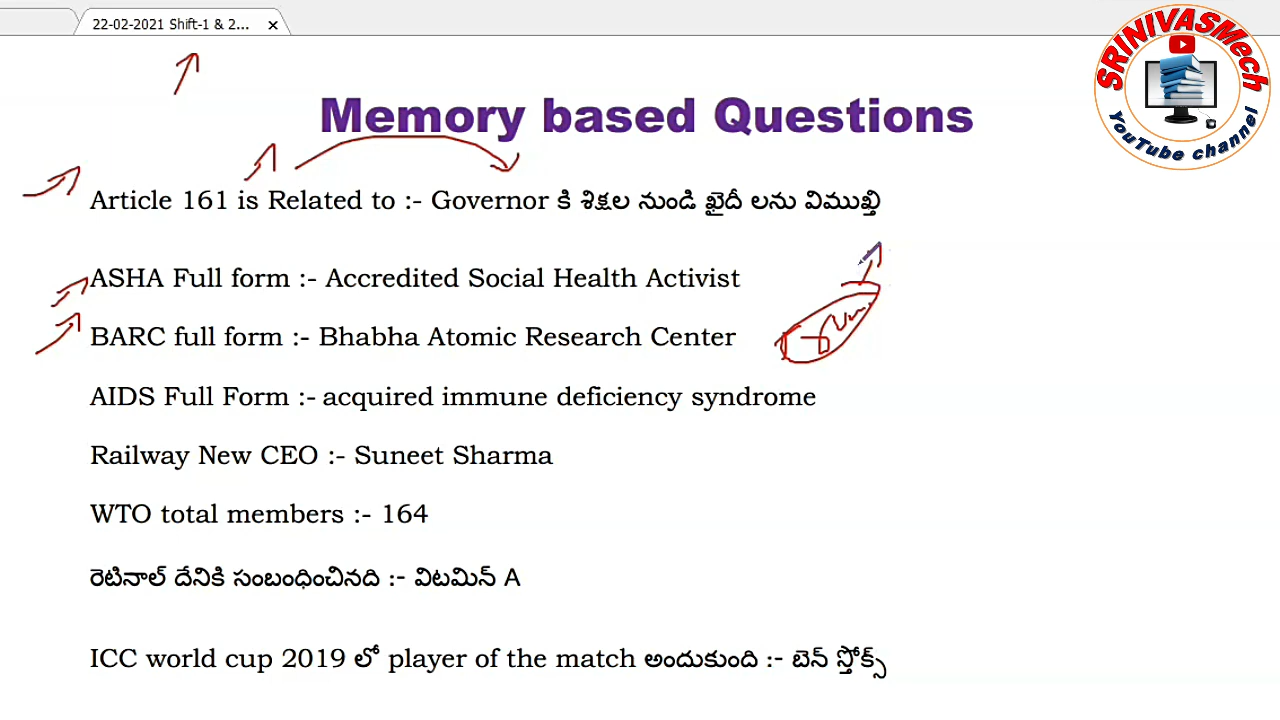 22-02-2021 Shift-1 & 2...
SRINIVASMech
YouTube channel
Memory based Questions
Article 161 is Related to :- Governor కి శిక్షల నుండి ఖైదీ లను విముక్తి
ASHA Full form :- Accredited Social Health Activist
BARC full form :- Bhabha Atomic Research Center
AIDS Full Form :- acquired immune deficiency syndrome
Railway New CEO :- Suneet Sharma
WTO total members :- 164
రెటినాల్ దేనికి సంబంధించినది :- విటమిన్ A
ICC world cup 2019 లో player of the match అందుకుంది :- బెన్ స్తోక్స్